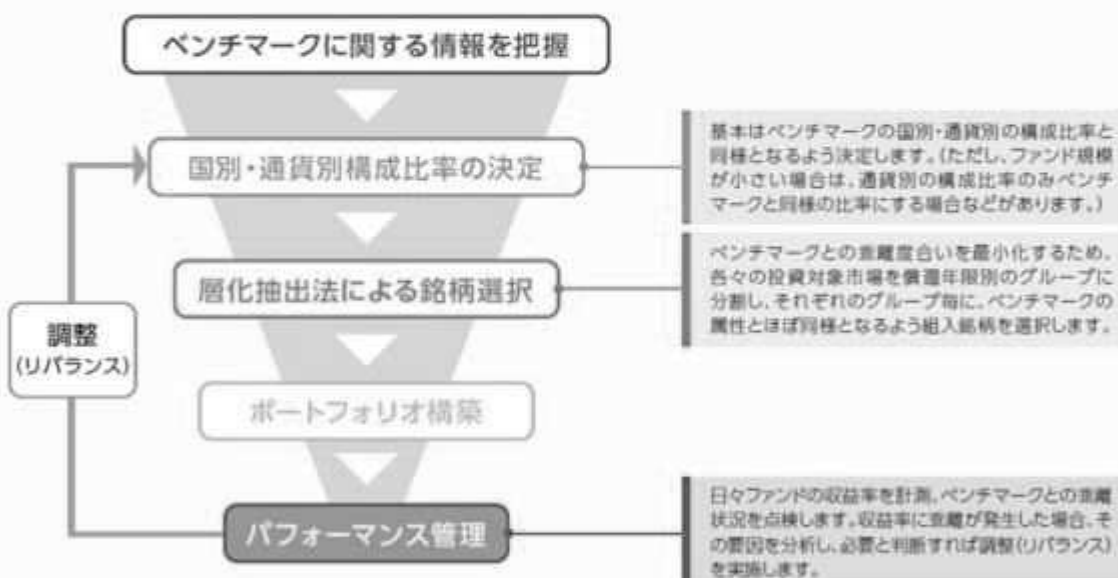 ベンチマークに関する情報を把握
国別・通貨別構成比率の決定
基本はベンチマークの国別・通貨別の構成比率と
同様となるよう決定します。(ただし、ファンド規模
が小さい場合は、通貨別の構成比率のみベンチ
マークと同様の比率にする場合などがあります。)
層化抽出法による銘柄選択
ベンチマークとの乖離度合いを最小化するため、
各々の投資対象市場を償還年限別のグループに
分割し、それぞれのグループ毎に、ベンチマークの
属性とほぼ同様となるよう組入銘柄を選択します。
調整
(リバランス)
ポートフォリオ構築
パフォーマンス管理
日々ファンドの収益率を計測、ベンチマークとの乖離
状況を点検します。収益率に乖離が発生した場合、そ
の要因を分析し、必要と判断すれば調整(リバランス)
を実施します。